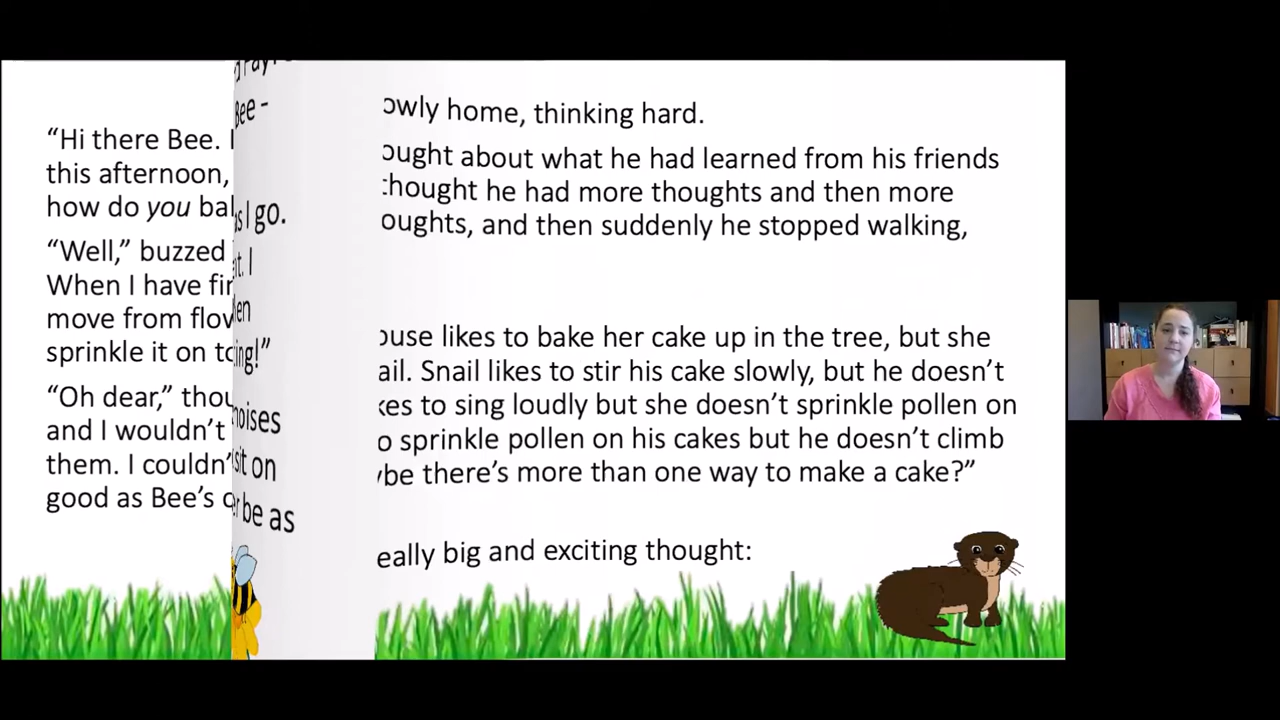 “Hi there Bee.
this afternoon,
how do you
“Well,” buzzed
When I have
move from
sprinkle it on
“Oh dear,”
and I wouldn’t
them. I couldn’
good as Bee’s
Bee -
as I go.
it. I
noises
sit on
be as
owly home, thinking hard.
ought about what he had learned from his friends
thought he had more thoughts and then more
oughts, and then suddenly he stopped walking,
ouse likes to bake her cake up in the tree, but she
ail. Snail likes to stir his cake slowly, but he doesn’t
kes to sing loudly but she doesn’t sprinkle pollen on
o sprinkle pollen on his cakes but he doesn’t climb
ybe there’s more than one way to make a cake?”
eally big and exciting thought: